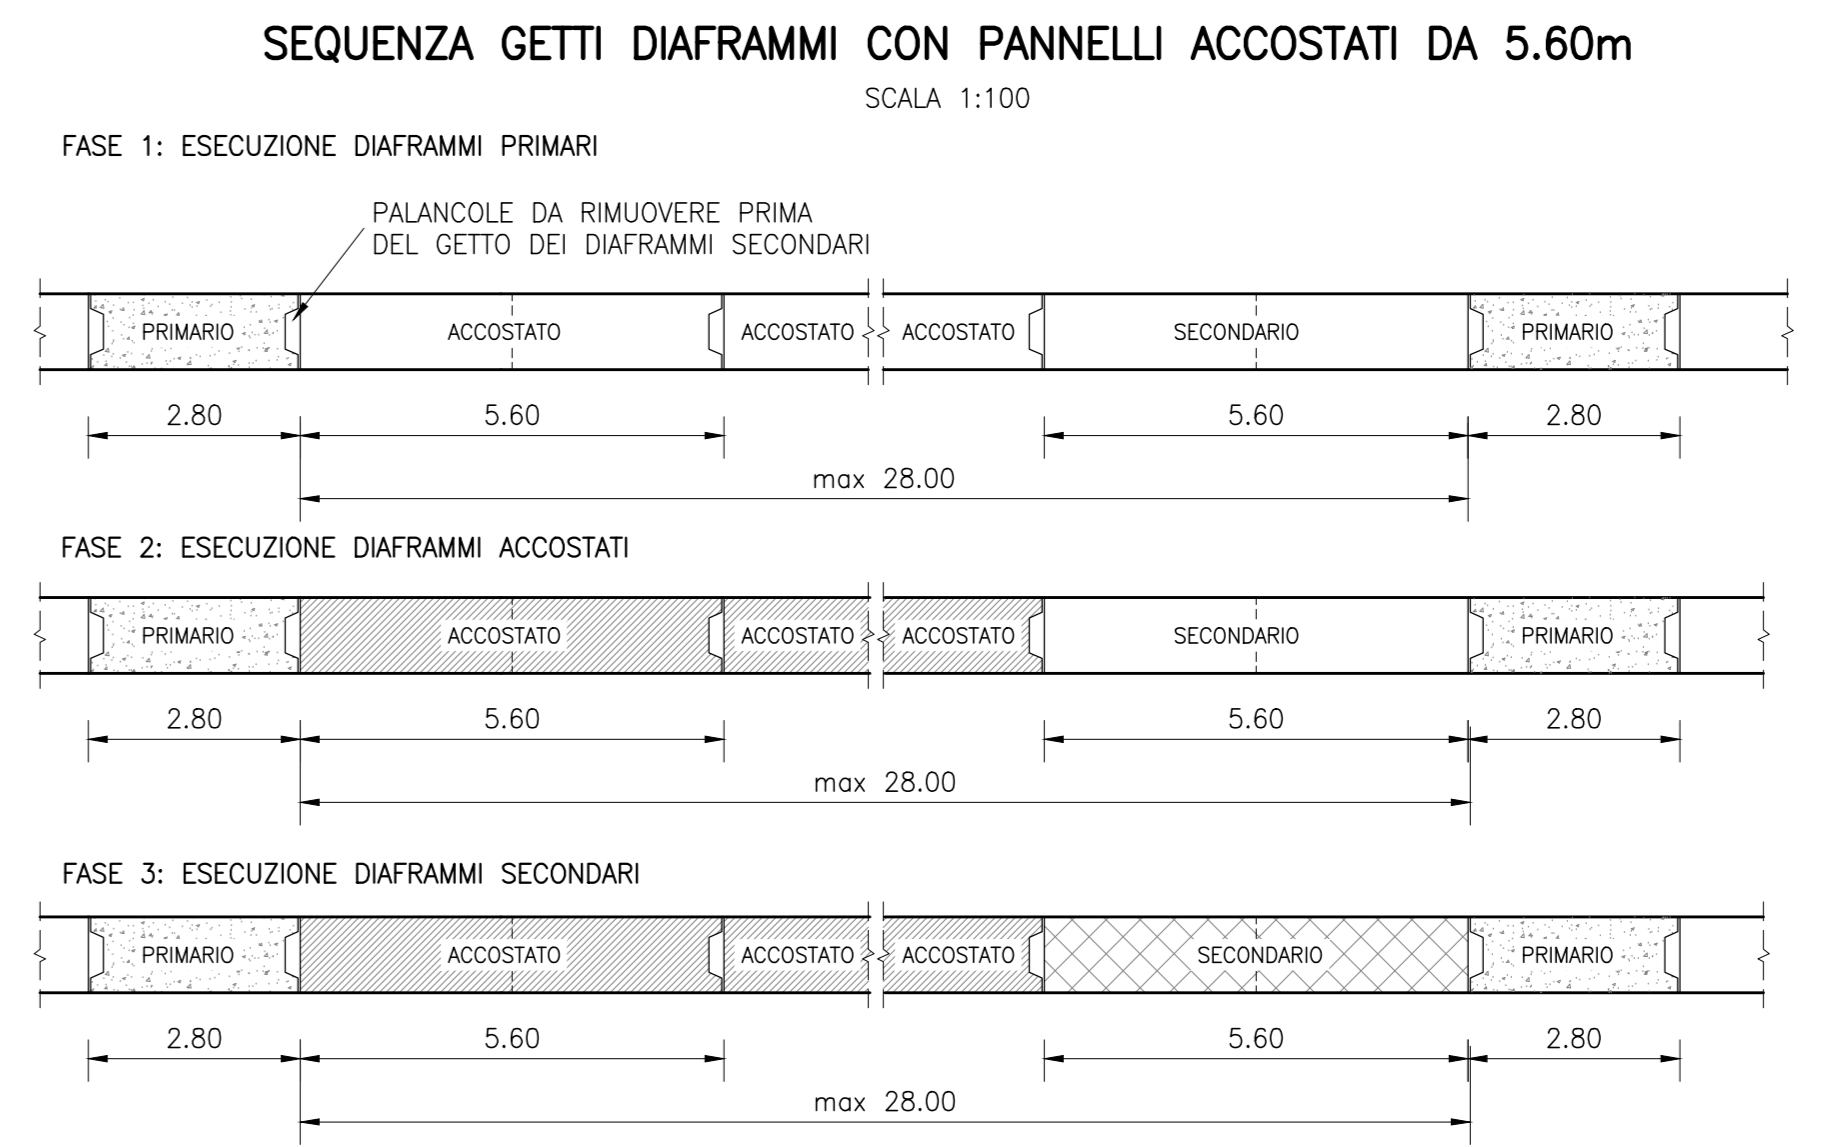 SEQUENZA GETTI DIAFRAMMI CON PANNELLI ACCOSTATI DA 5.60m
SCALA 1:100
FASE 1: ESECUZIONE DIAFRAMMI PRIMARI
PALANCOLE DA RIMUOVERE PRIMA
DEL GETTO DEI DIAFRAMMI SECONDARI
PRIMARIO ACCOSTATO ACCOSTATO ACCOSTATO SECONDARIO PRIMARIO
2.80 5.60 5.60 2.80
max 28.00
FASE 2: ESECUZIONE DIAFRAMMI ACCOSTATI
PRIMARIO ACCOSTATO ACCOSTATO ACCOSTATO SECONDARIO PRIMARIO
2.80 5.60 5.60 2.80
max 28.00
FASE 3: ESECUZIONE DIAFRAMMI SECONDARI
PRIMARIO ACCOSTATO ACCOSTATO ACCOSTATO SECONDARIO PRIMARIO
2.80 5.60 5.60 2.80
max 28.00